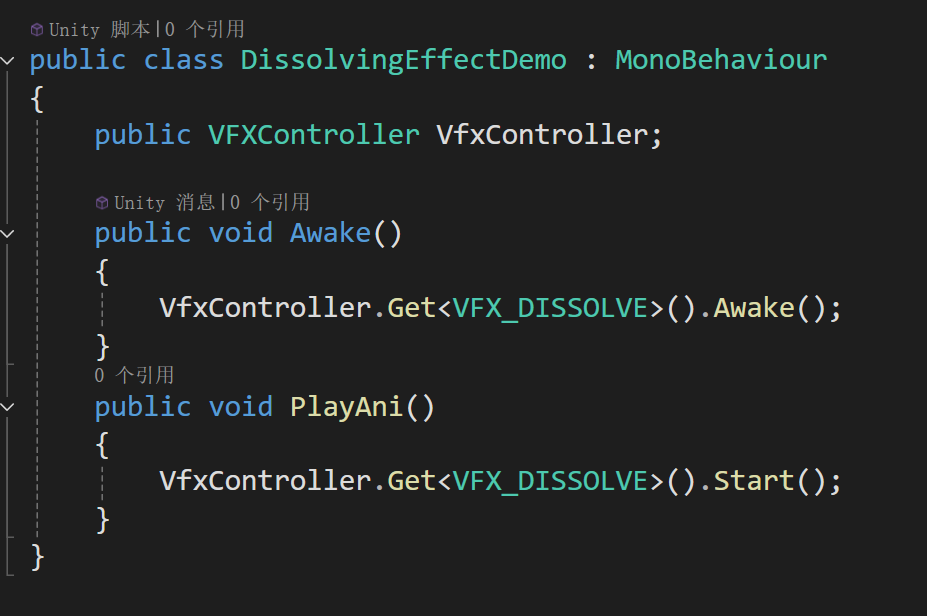 Unity 脚本|0 个引用
public class DissolvingEffectDemo : MonoBehaviour
{
public VFXController VfxController;
Unity 消息|0 个引用
public void Awake()
{
VfxController.Get<VFX_DISSOLVE>().Awake();
}
0 个引用
public void PlayAni()
{
VfxController.Get<VFX_DISSOLVE>().Start();
}
}